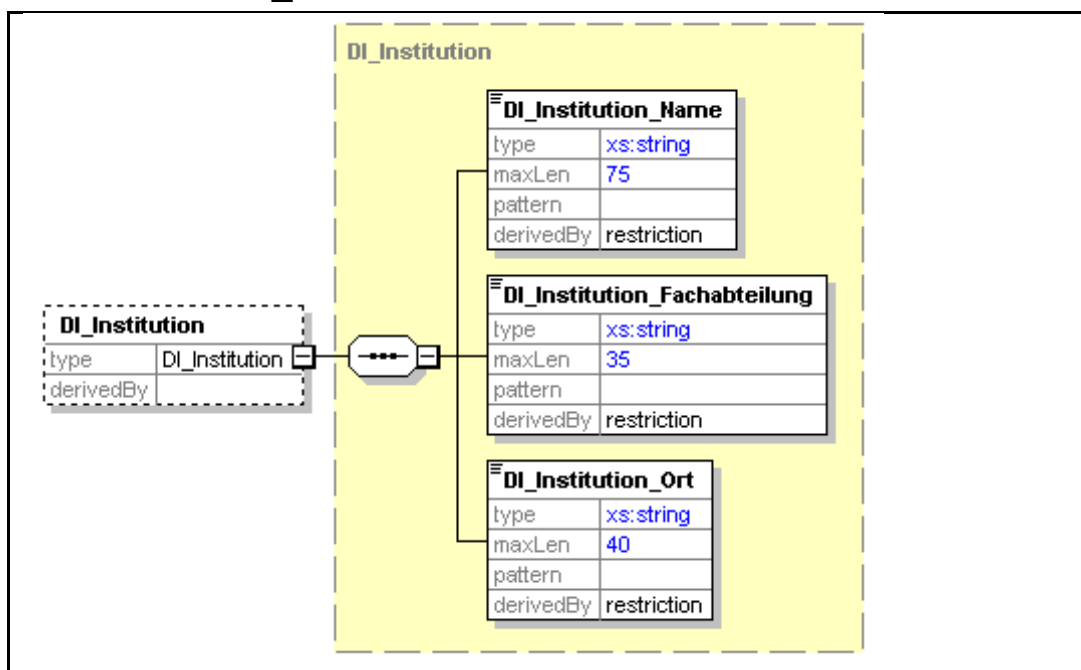 DI_Institution
DI_Institution_Name
type xs:string
maxLen 75
pattern
derivedBy restriction
DI_Institution_Fachabteilung
type xs:string
maxLen 35
pattern
derivedBy restriction
DI_Institution
type DI_Institution
derivedBy
DI_Institution_Ort
type xs:string
maxLen 40
pattern
derivedBy restriction